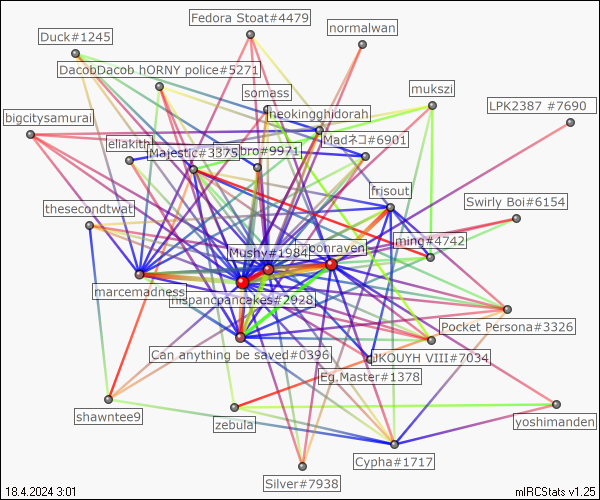 Fedora Stoat#4479
normalwan
Duck#1245
DacobDacob hORNY police#5271
mukszi
somass
LPK2387 #7690
heokingghidorah
bigcitysamurai
Madネコ#6901
eliakith
Majestic#3375
bro#9971
frisout
Swirly Boi#6154
thesecondtwat
ming#4742
Mushy#1984
bonraven
marcemadness
nispancpancakes#2928
Pocket Persona#3326
Can anything be saved#0396
JKOUYH VIII#7034
Eg.Master#1378
shawntee9
zebula
yoshimanden
Cypha#1717
Silver#7938
18.4.2024 3:01
mIRCStats v1.25